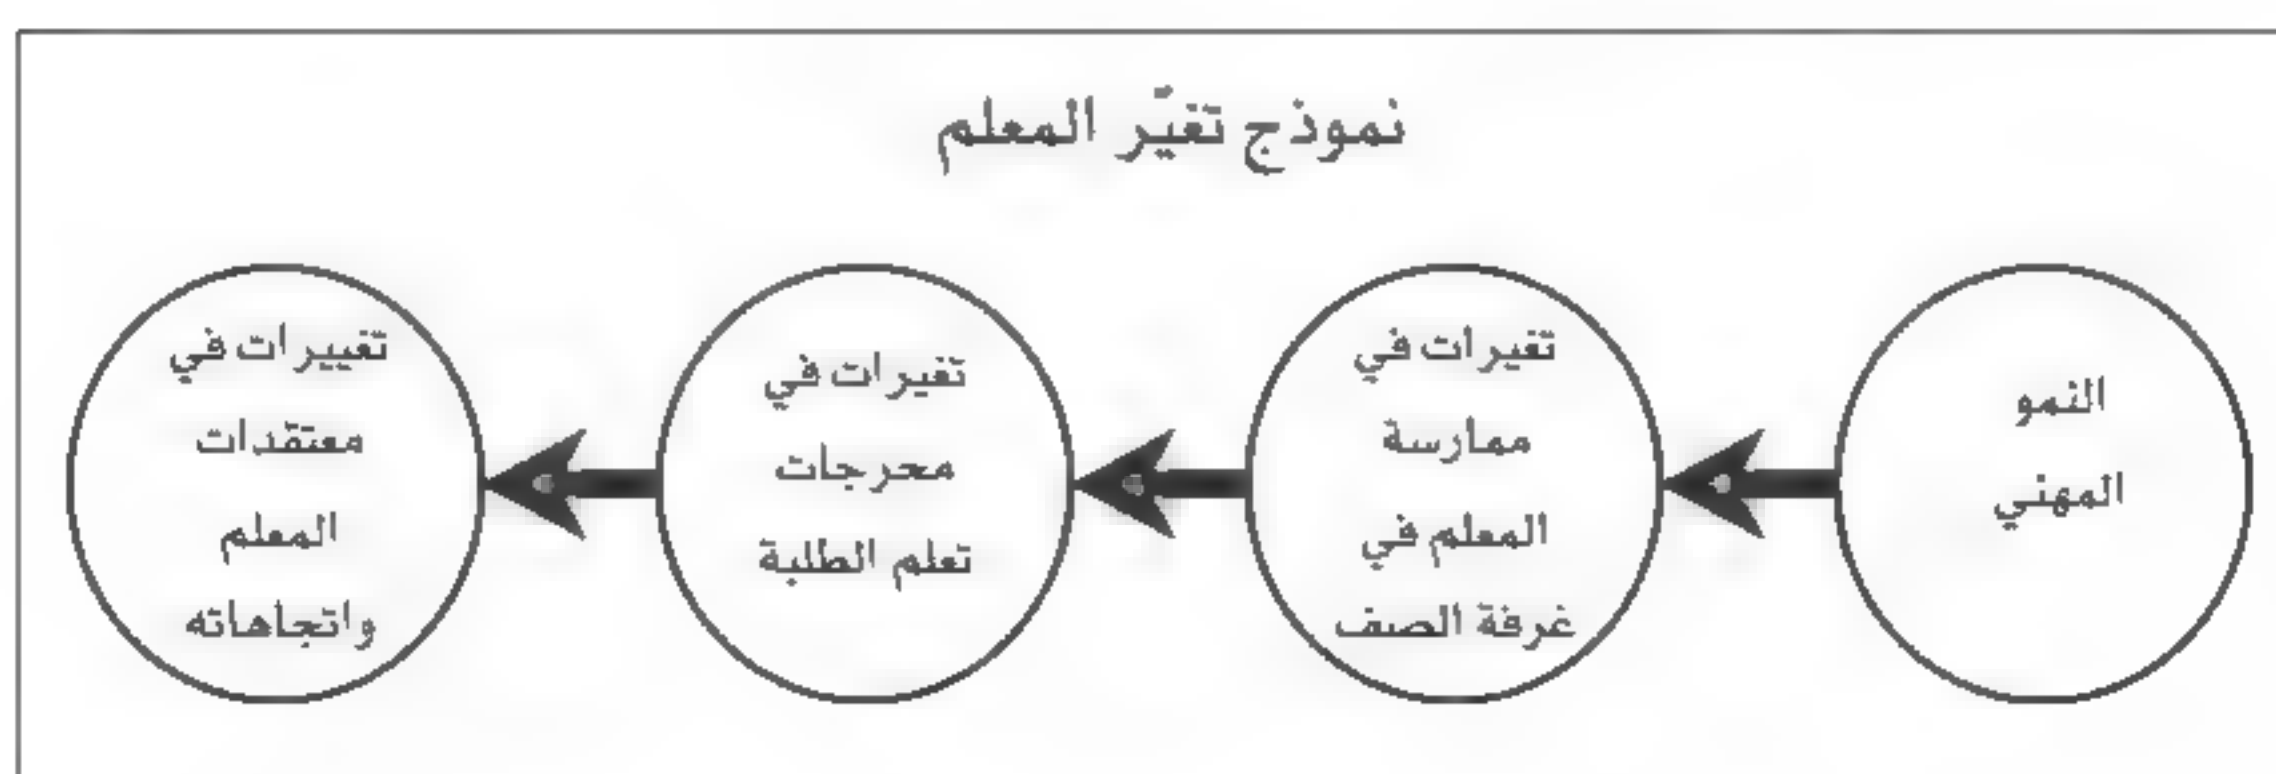 نموذج تغيّر المعلم
النمو
المهني
تغيرات في
ممارسة
المعلم في
غرفة الصف
تغيرات في
محرجات
تعلم الطلبة
تغييرات في
معتقدات
المعلم
واتجاهاته